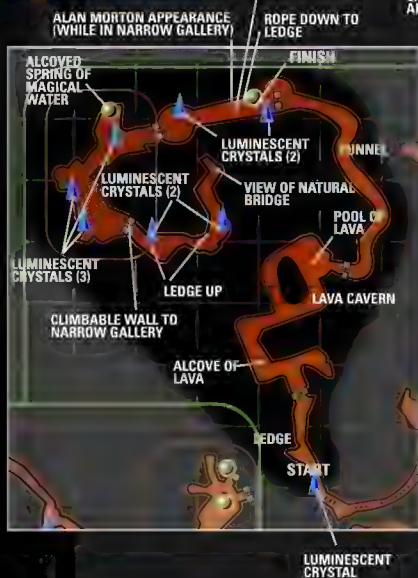 ALAN MORTON APPEARANCE
(WHILE IN NARROW GALLERY)
ROPE DOWN TO
LEDGE
FINISH
ALCOVED
SPRING OF
MAGICAL
WATER
LUMINESCENT
CRYSTALS (2)
TUNNEL
LUMINESCENT
CRYSTALS (2)
VIEW OF NATURAL
BRIDGE
POOL OF
LAVA
LUMINESCENT
CRYSTALS (3)
LEDGE UP
LAVA CAVERN
CLIMBABLE WALL TO
NARROW GALLERY
ALCOVE OF
LAVA
LEDGE
START
LUMINESCENT
CRYSTAL